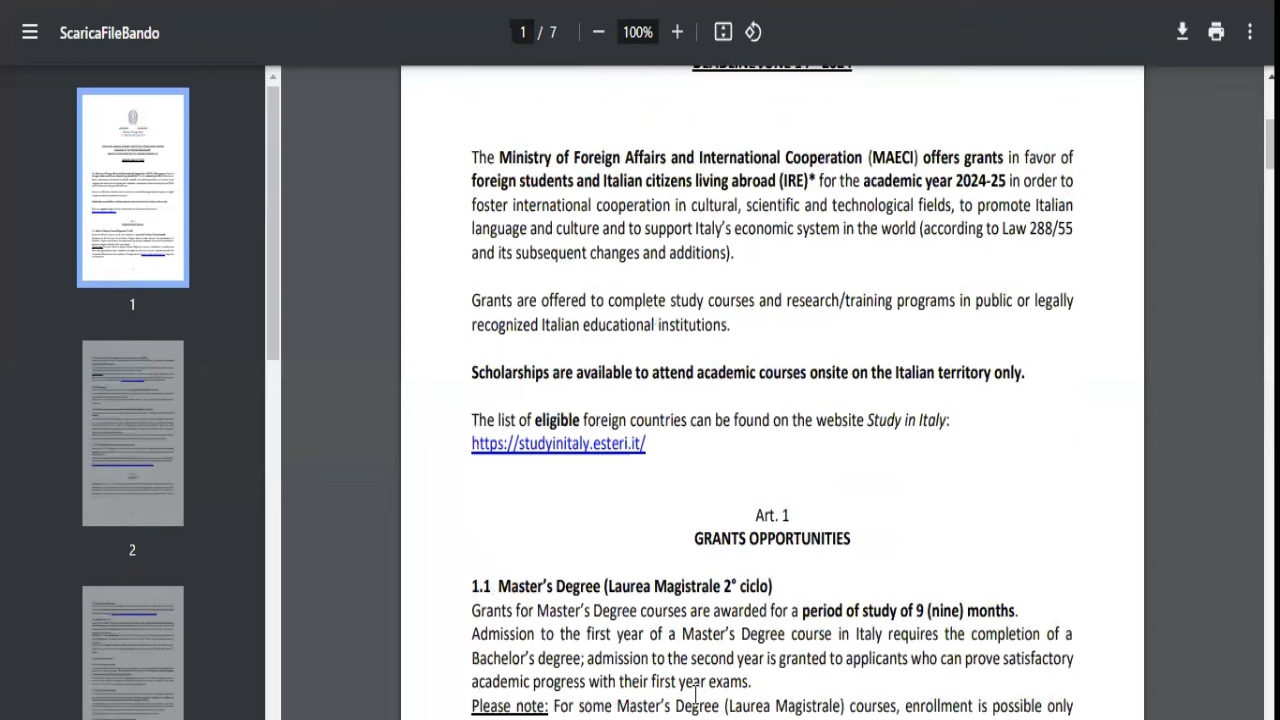 ScaricaFileBando
1 / 7
100%
The Ministry of Foreign Affairs and International Cooperation (MAECI) offers grants in favor of
foreign students and Italian citizens living abroad (IRE) for the academic year 2024-25 in order to
foster international cooperation in cultural, scientific and technological fields, to promote Italian
language and culture and to support Italy's economic system in the world (according to Law 288/55
and its subsequent changes and additions).
Grants are offered to complete study courses and research/training programs in public or legally
recognized Italian educational institutions.
Scholarships are available to attend academic courses onsite on the Italian territory only.
The list of eligible foreign countries can be found on the website Study in Italy:
https://studyinitaly.esteri.it/
Art. 1
GRANTS OPPORTUNITIES
1.1 Master's Degree (Laurea Magistrale 2° ciclo)
Grants for Master's Degree courses are awarded for a period of study of 9 (nine) months.
Admission to the first year of a Master's Degree course in Italy requires the completion of a
Bachelor's Degree; admission to the second year is granted to applicants who can prove satisfactory
academic progress with their first year exams.
Please note: For some Master's Degree (Laurea Magistrale) courses, enrollment is possible only
1
2